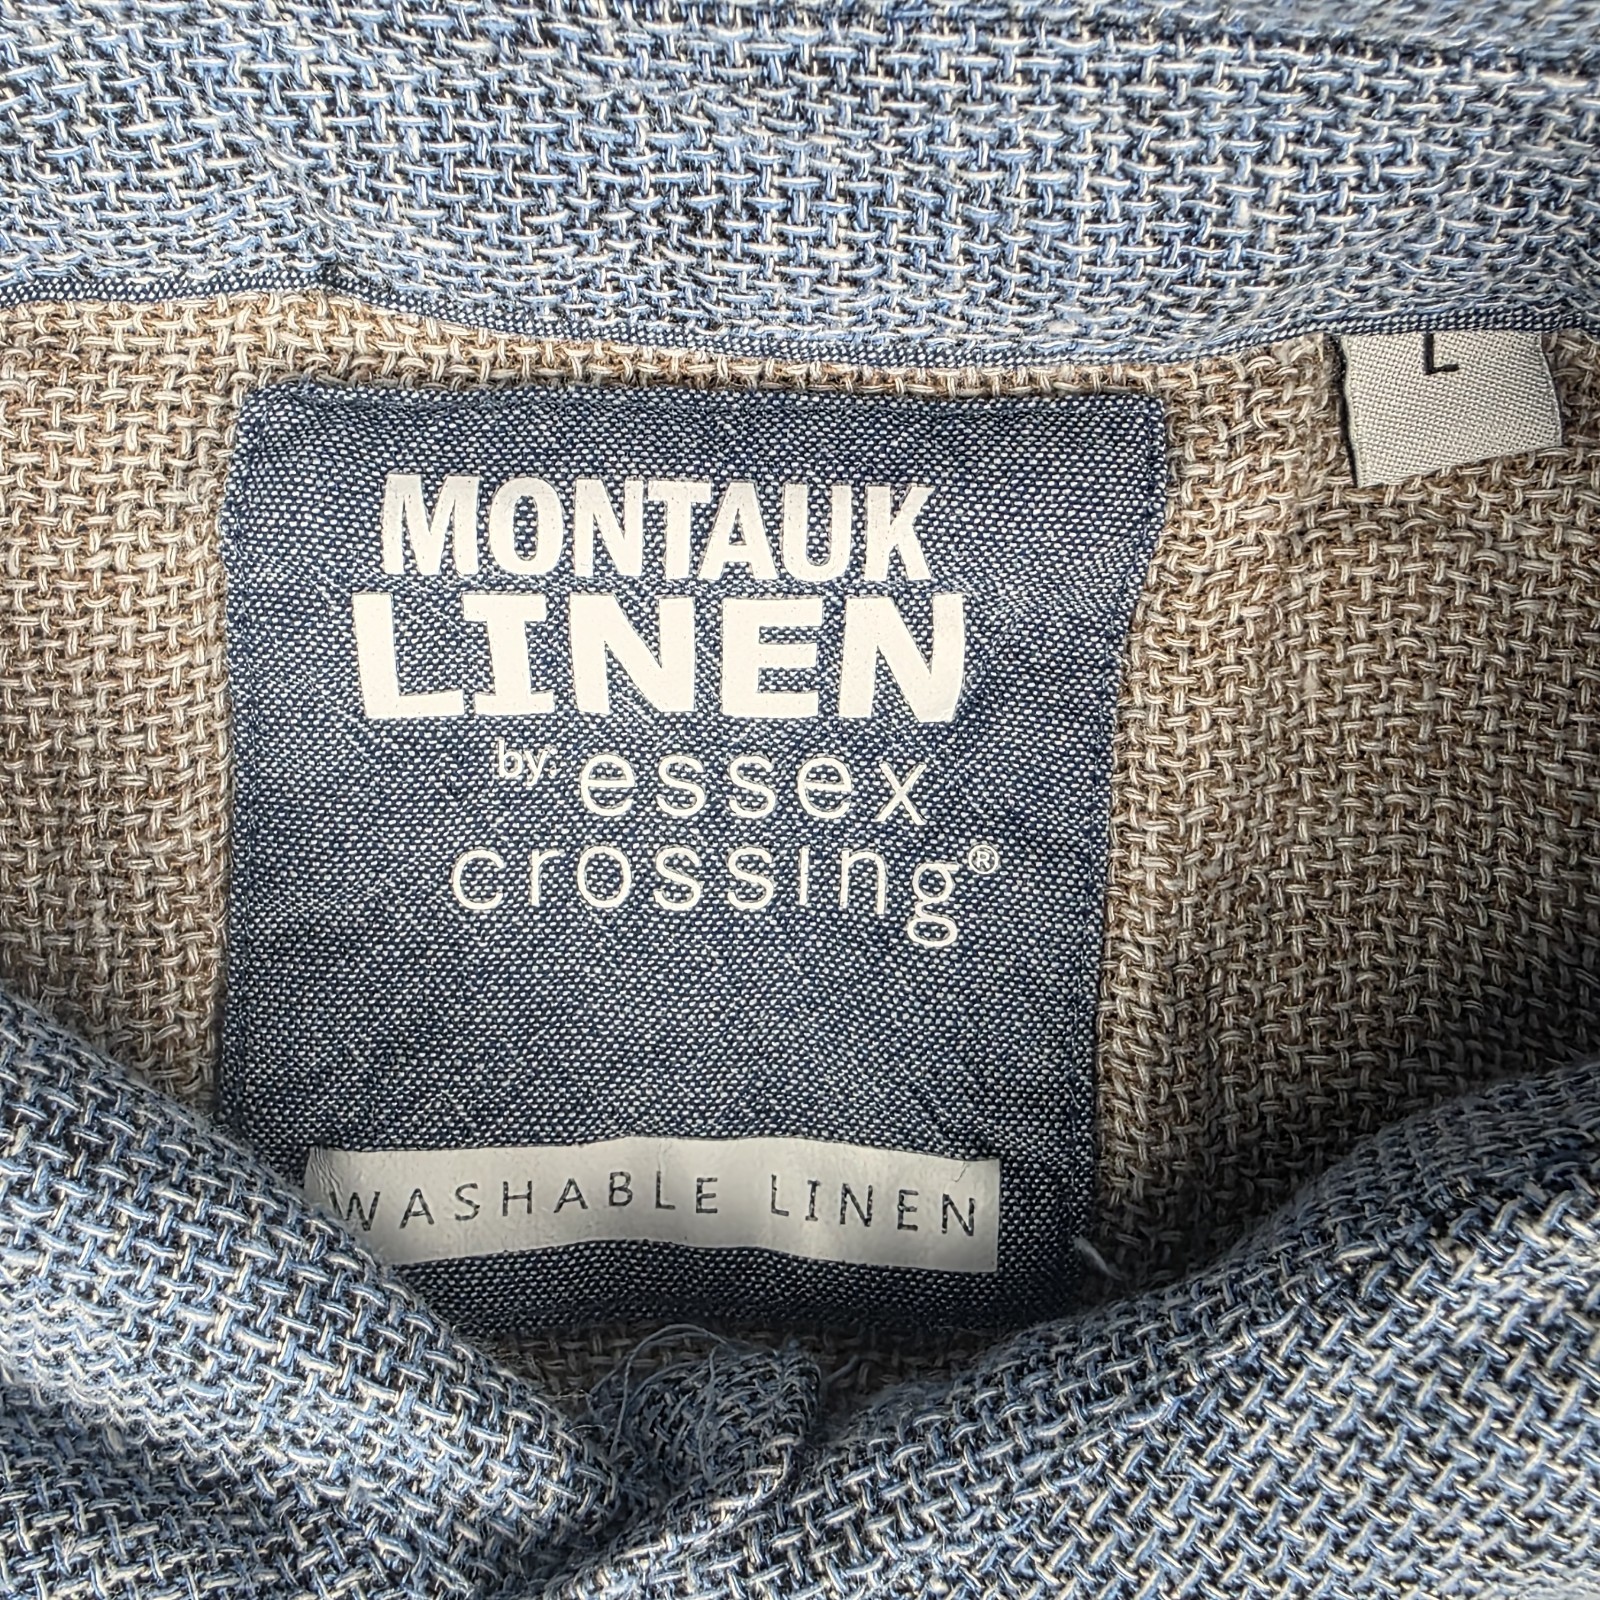 L
MONTAUK
LINEN
by: essex
crossing®
WASHABLE LINEN